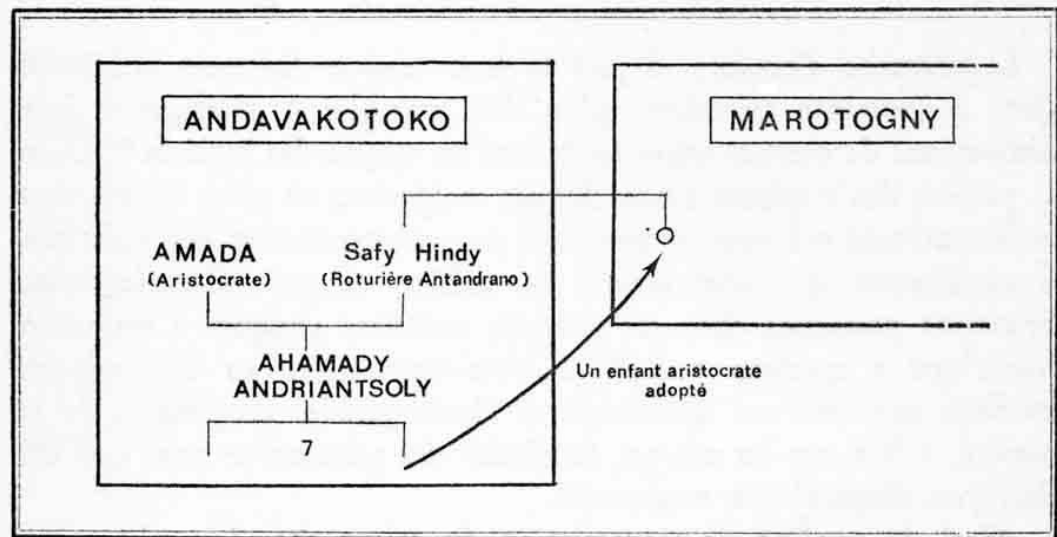 ANDAVAKOTOKO
MAROTOGNY
AMADA
(Aristocrate)
Safy Hindy
(Roturière Antandrano)
AHAMADY
ANDRIANTSOLY
7
Un enfant aristocrate
adopté